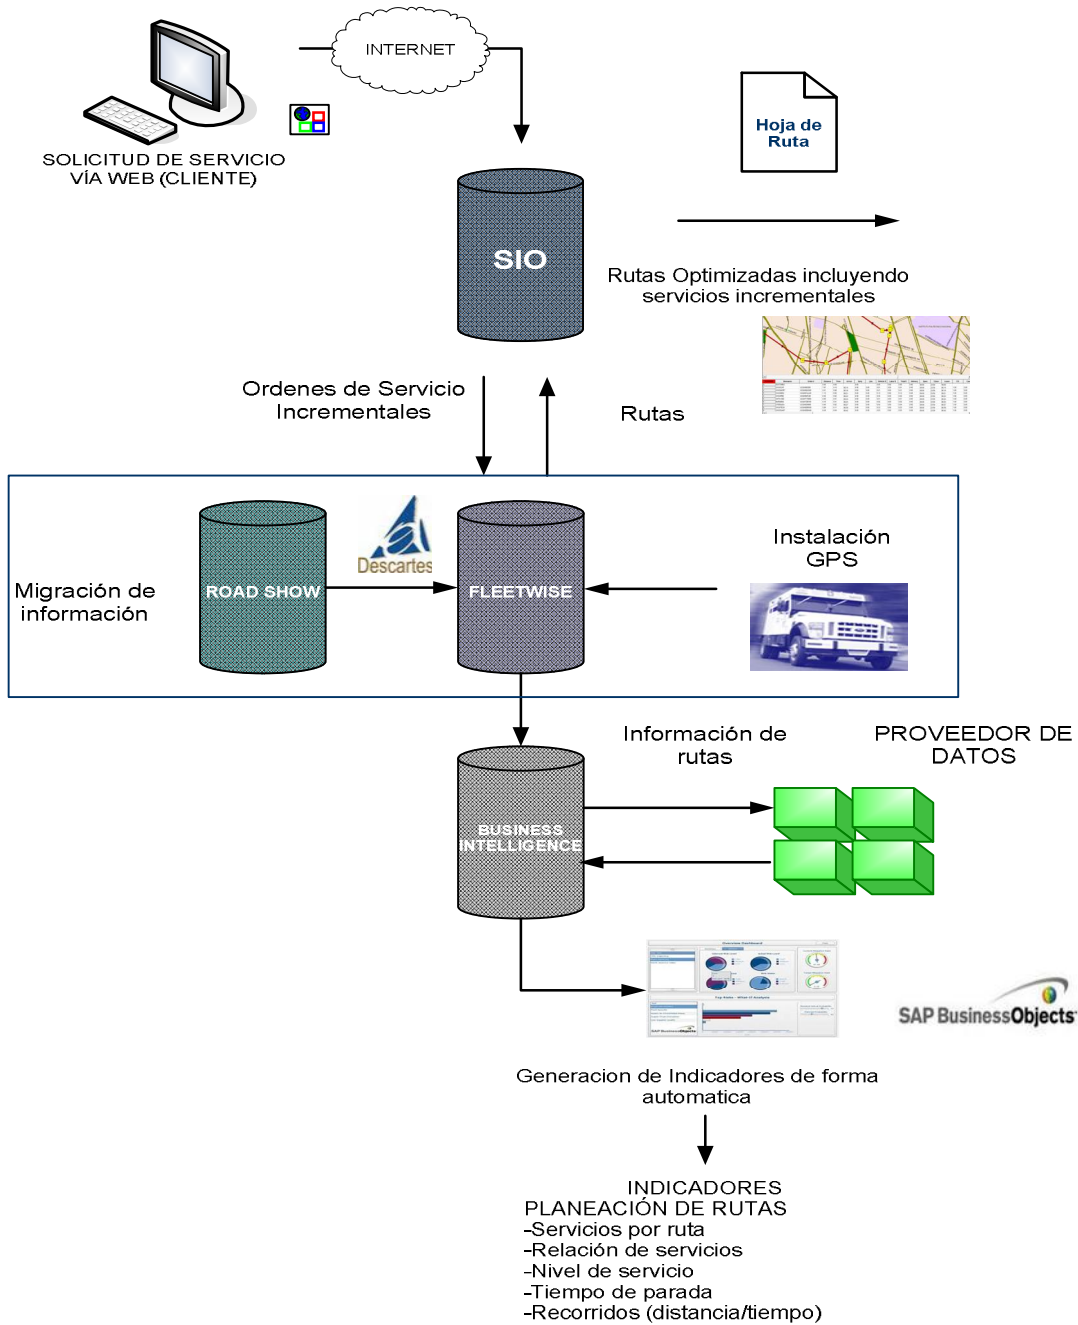 INTERNET
SOLICITUD DE SERVICIO
VÍA WEB (CLIENTE)
Hoja de
Ruta
SIO
Rutas Optimizadas incluyendo
servicios incrementales
Ordenes de Servicio
Incrementales
Rutas
Migración de
información
ROAD SHOW
Descartes
FLEETWISE
Instalación
GPS
Información de
rutas
PROVEEDOR DE
DATOS
BUSINESS
INTELLIGENCE
SAP BusinessObjects
SAP BusinessObjects
Generacion de Indicadores de forma
automatica
INDICADORES
PLANEACIÓN DE RUTAS
-Servicios por ruta
-Relación de servicios
-Nivel de servicio
-Tiempo de parada
-Recorridos (distancia/tiempo)